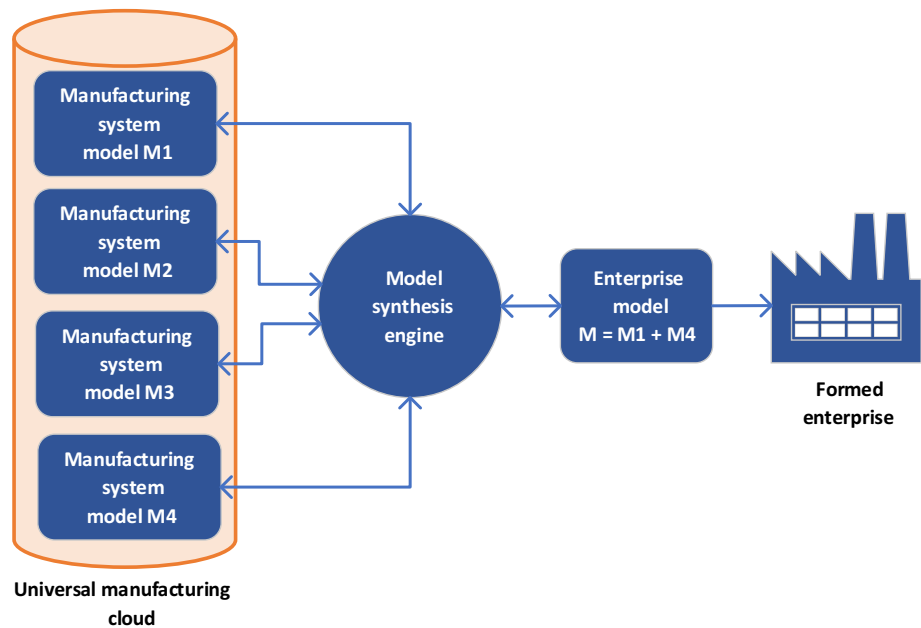 Manufacturing
system
model M1
Manufacturing
system
model M2
Manufacturing
system
model M3
Manufacturing
system
model M4
Universal manufacturing
cloud
Model
synthesis
engine
Enterprise
model
M = M1 + M4
Formed
enterprise